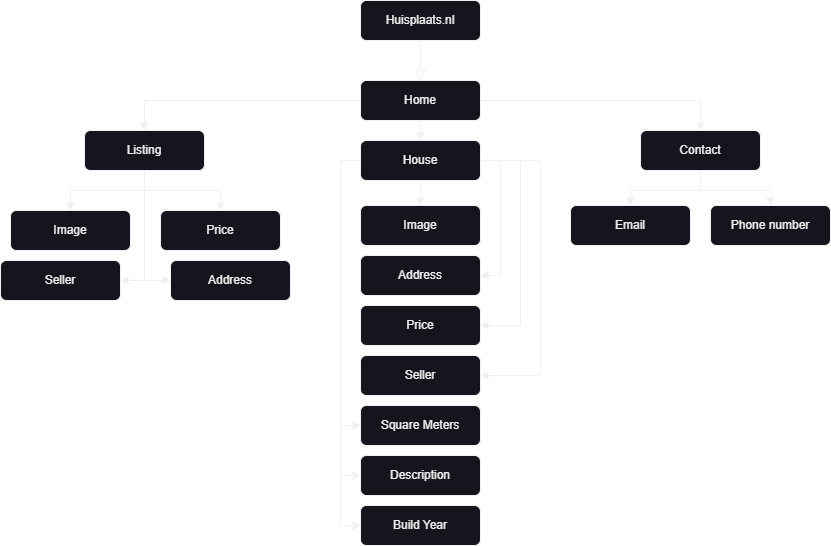 Huisplaats.nl
Home
Listing
House
Contact
Image
Price
Image
Email
Phone number
Seller
Address
Address
Price
Seller
Square Meters
Description
Build Year